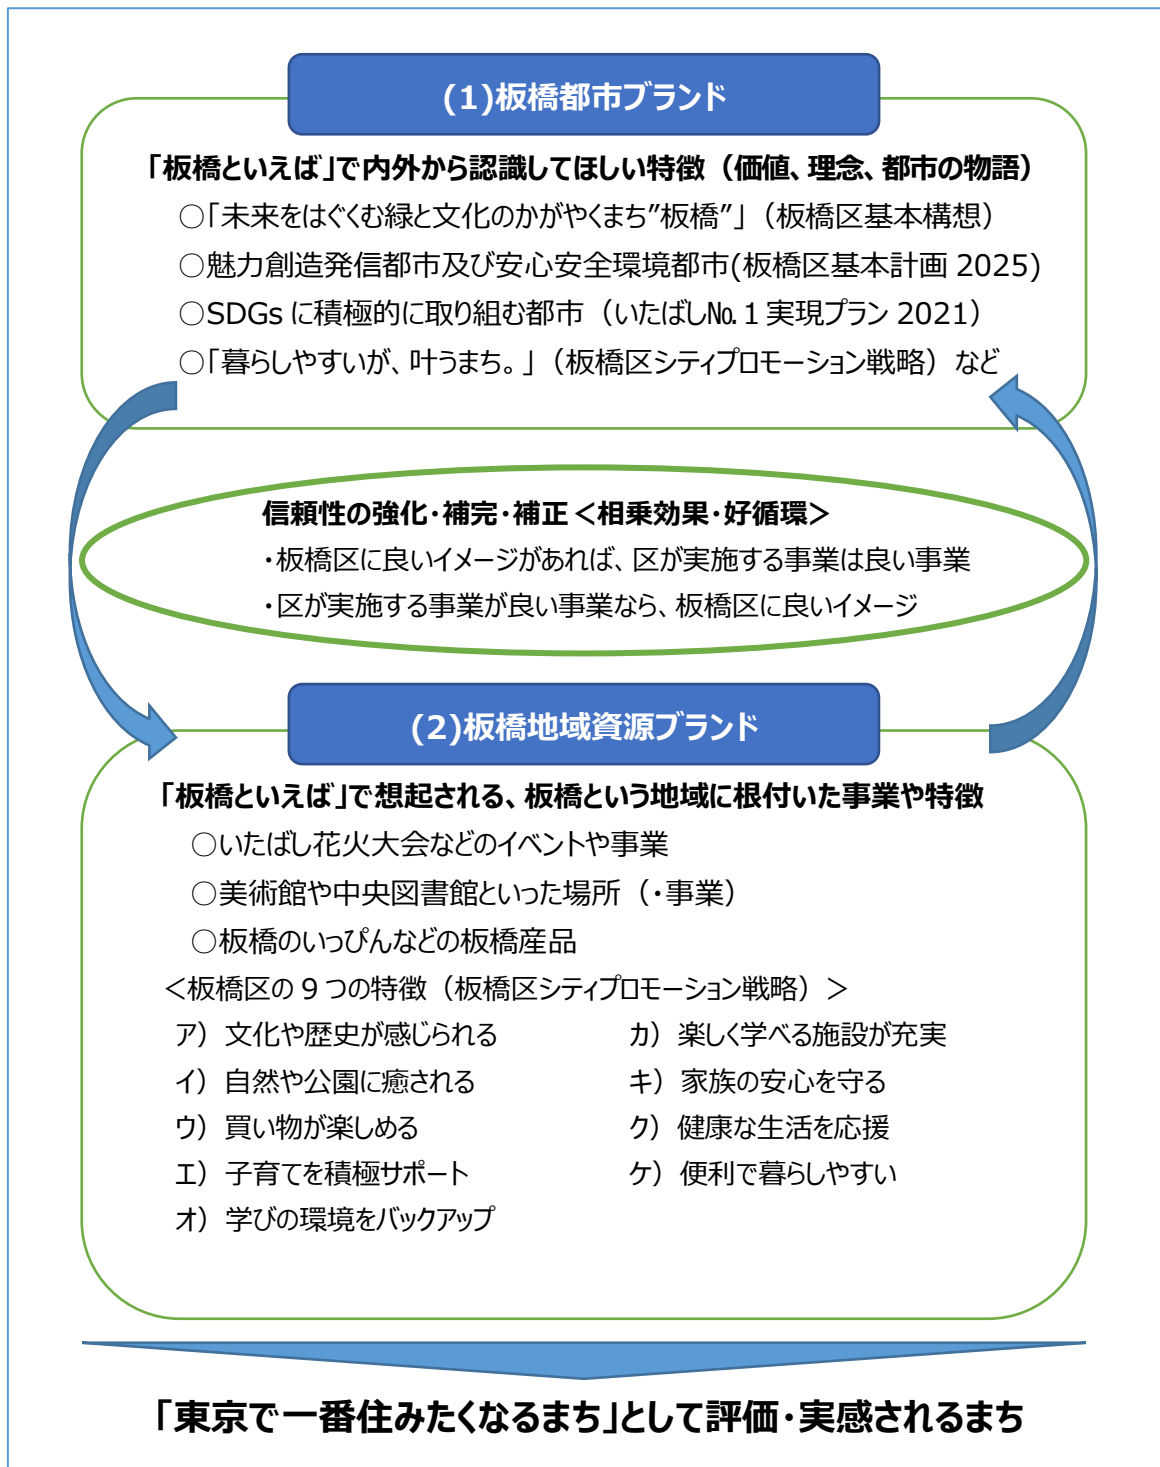 (1)板橋都市ブランド
「板橋といえば」で内外から認識してほしい特徴（価値、理念、都市の物語）
○「未来をはぐくむ緑と文化のかがやくまち”板橋”」（板橋区基本構想）
○魅力創造発信都市及び安心安全環境都市(板橋区基本計画 2025)
○SDGs に積極的に取り組む都市（いたばし№１実現プラン 2021）
○「暮らしやすいが、叶うまち。」（板橋区シティプロモーション戦略）など
信頼性の強化・補完・補正＜相乗効果・好循環＞
・板橋区に良いイメージがあれば、区が実施する事業は良い事業
・区が実施する事業が良い事業なら、板橋区に良いイメージ
(2)板橋地域資源ブランド
「板橋といえば」で想起される、板橋という地域に根付いた事業や特徴
○いたばし花火大会などのイベントや事業
○美術館や中央図書館といった場所（・事業）
○板橋のいっぴんなどの板橋産品
＜板橋区の９つの特徴（板橋区シティプロモーション戦略）＞
ア）文化や歴史が感じられる
イ）自然や公園に癒される
ウ）買い物が楽しめる
エ）子育てを積極サポート
オ）学びの環境をバックアップ
カ）楽しく学べる施設が充実
キ）家族の安心を守る
ク）健康な生活を応援
ケ）便利で暮らしやすい
「東京で一番住みたくなるまち」として評価・実感されるまち